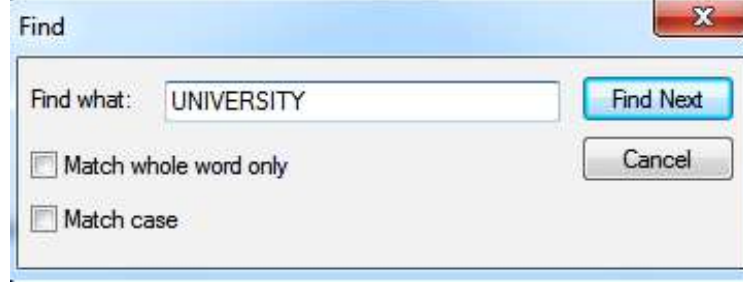 Find
Find what: UNIVERSITY Find Next
Match whole word only Cancel
Match case